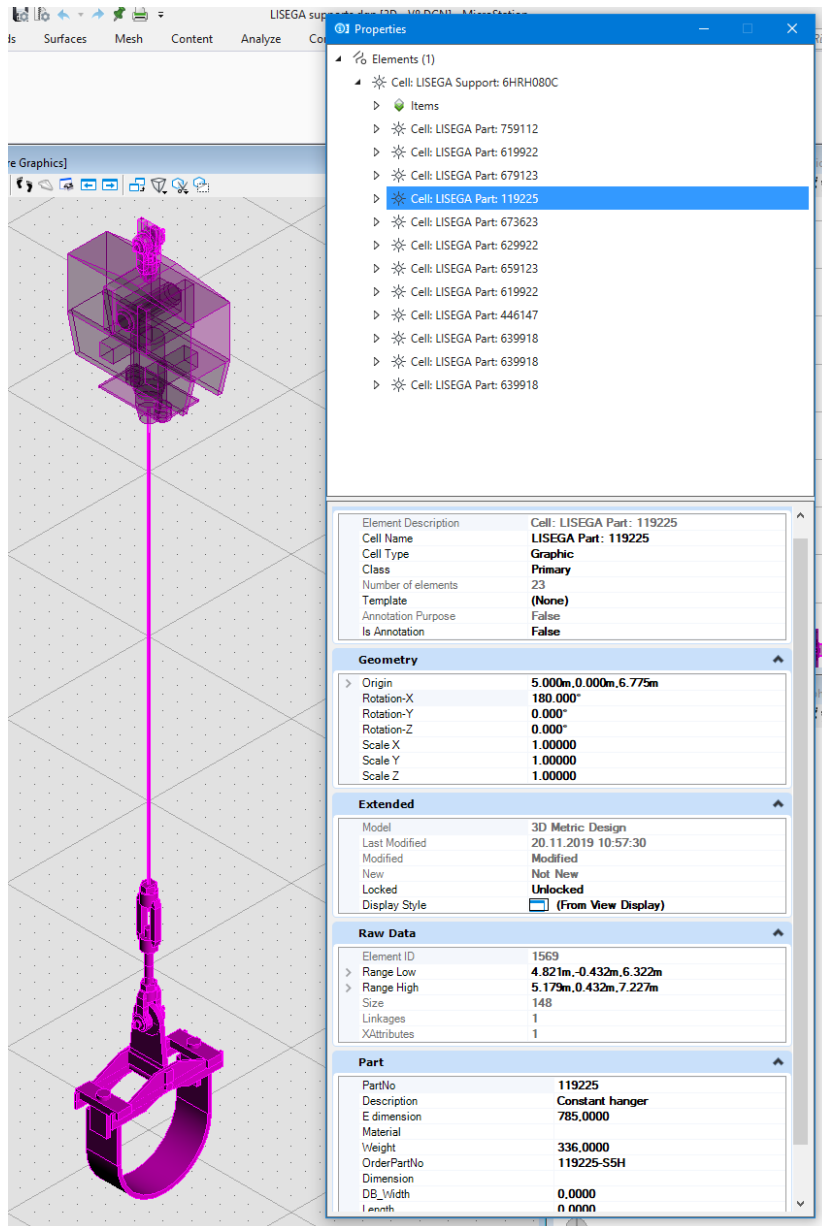 LISEGA supports.dgn [3D - V8 DGN] - MicroStation
Properties
Surfaces Mesh Content Analyze
Elements (1)
Cell: LISEGA Support: 6HRH080C
Items
Cell: LISEGA Part: 759112
Cell: LISEGA Part: 619922
Cell: LISEGA Part: 679123
Cell: LISEGA Part: 119225
Cell: LISEGA Part: 673623
Cell: LISEGA Part: 629922
Cell: LISEGA Part: 659123
Cell: LISEGA Part: 619922
Cell: LISEGA Part: 446147
Cell: LISEGA Part: 639918
Cell: LISEGA Part: 639918
Cell: LISEGA Part: 639918
re Graphics]
Element Description Cell: LISEGA Part: 119225
Cell Name LISEGA Part: 119225
Cell Type Graphic
Class Primary
Number of elements 23
Template (None)
Annotation Purpose False
Is Annotation False
Geometry
Origin 5.000m,0.000m,6.775m
Rotation-X 180.000°
Rotation-Y 0.000°
Rotation-Z 0.000°
Scale X 1.00000
Scale Y 1.00000
Scale Z 1.00000
Extended
Model 3D Metric Design
Last Modified 20.11.2019 10:57:30
Modified Modified
New Not New
Locked Unlocked
Display Style (From View Display)
Raw Data
Element ID 1569
Range Low 4.821m,-0.432m,6.322m
Range High 5.179m,0.432m,7.227m
Size 148
Linkages 1
XAttributes 1
Part
PartNo 119225
Description Constant hanger
E dimension 785,0000
Material
Weight 336,0000
OrderPartNo 119225-S5H
Dimension
DB_Width 0,0000
Length 0,0000